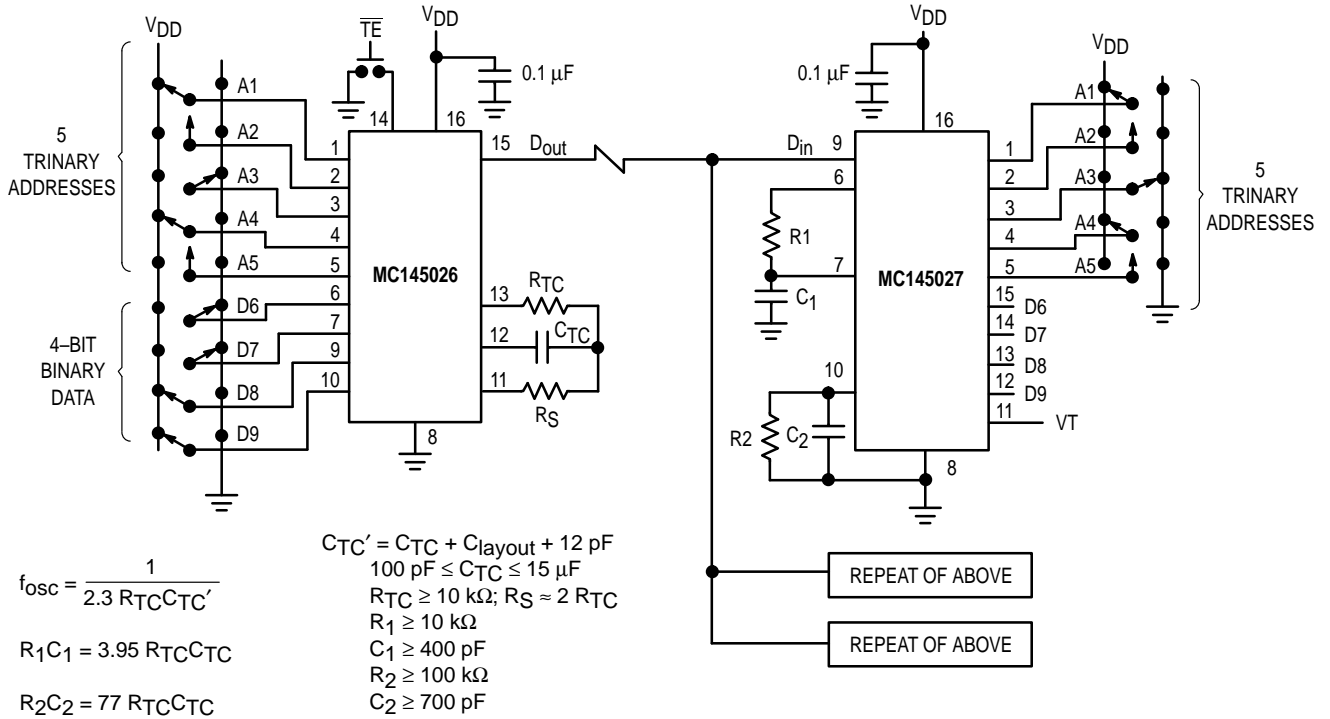 VDD
TE
VDD
0.1 µF
VDD
0.1 µF
VDD
5
TRINARY
ADDRESSES
A1
A2
A3
A4
A5
4–BIT
BINARY
DATA
D6
D7
D8
D9
1
2
3
4
5
6
7
9
10
14
16
15
Dout
MC145026
13
RTC
12
CTC
11
RS
8
Din
9
6
R1
7
C1
10
R2
C2
MC145027
16
1
2
3
4
5
A1
A2
A3
A4
A5
15
D6
14
D7
13
D8
12
D9
11
VT
8
5
TRINARY
ADDRESSES
REPEAT OF ABOVE
REPEAT OF ABOVE
fosc = 1 / 2.3 RTCCTC′
R1C1 = 3.95 RTCCTC
R2C2 = 77 RTCCTC
CTC′ = CTC + Clayout + 12 pF
100 pF ≤ CTC ≤ 15 µF
RTC ≥ 10 kΩ; RS ≈ 2 RTC
R1 ≥ 10 kΩ
C1 ≥ 400 pF
R2 ≥ 100 kΩ
C2 ≥ 700 pF